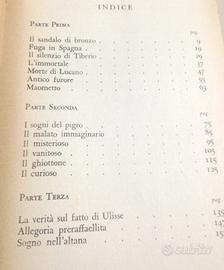 INDICE
PARTE PRIMA
pag.
Il sandalo di bronzo 9
Fuga in Spagna 19
Il silenzio di Tiberio 29
L'immortale 37
Morte di Lucano 47
Antico furore 55
Maometto 63
PARTE SECONDA
pag.
I sogni del pigro 75
Il malato immaginario 85
Il misterioso 95
Il vanitoso 105
Il ghiottone 115
Il curioso 125
PARTE TERZA
pag.
La verità sul fatto di Ulisse 135
Allegoria preraffaellita 147
Sogno nell'altana
subito